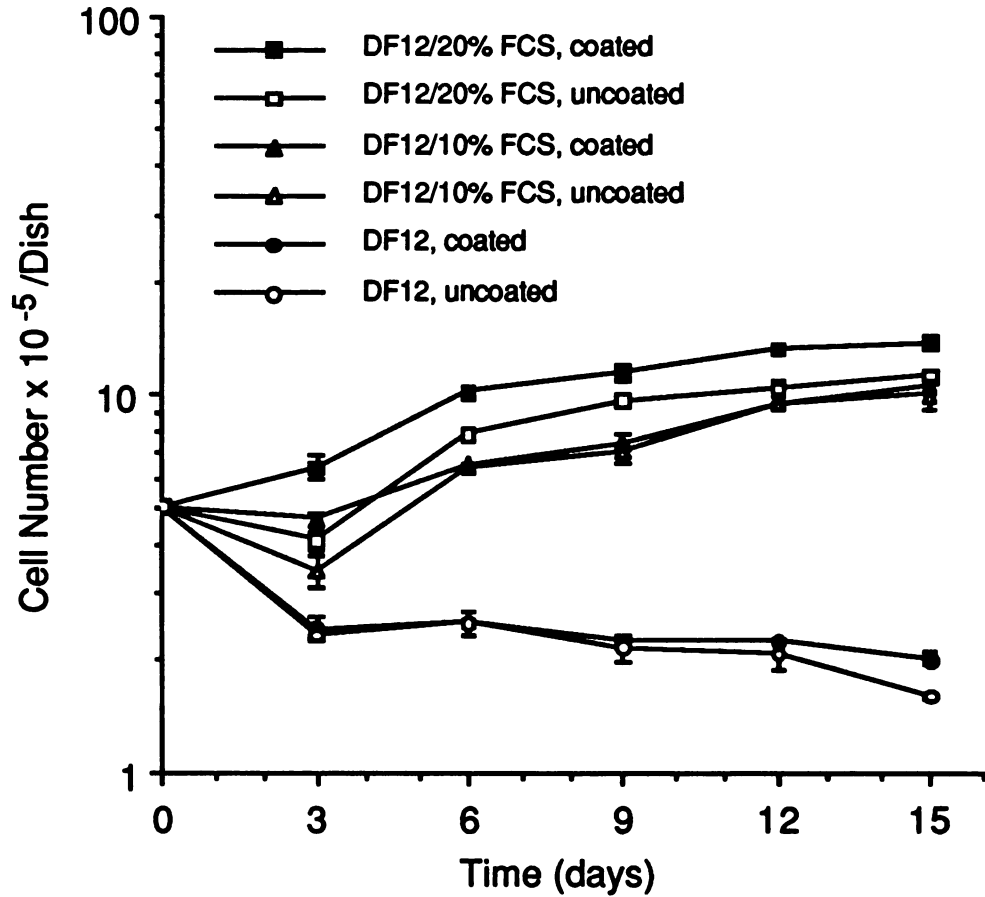 100
DF12/20% FCS, coated
DF12/20% FCS, uncoated
DF12/10% FCS, coated
DF12/10% FCS, uncoated
DF12, coated
DF12, uncoated
Cell Number x 10-5 /Dish
10
1
0 3 6 9 12 15
Time (days)